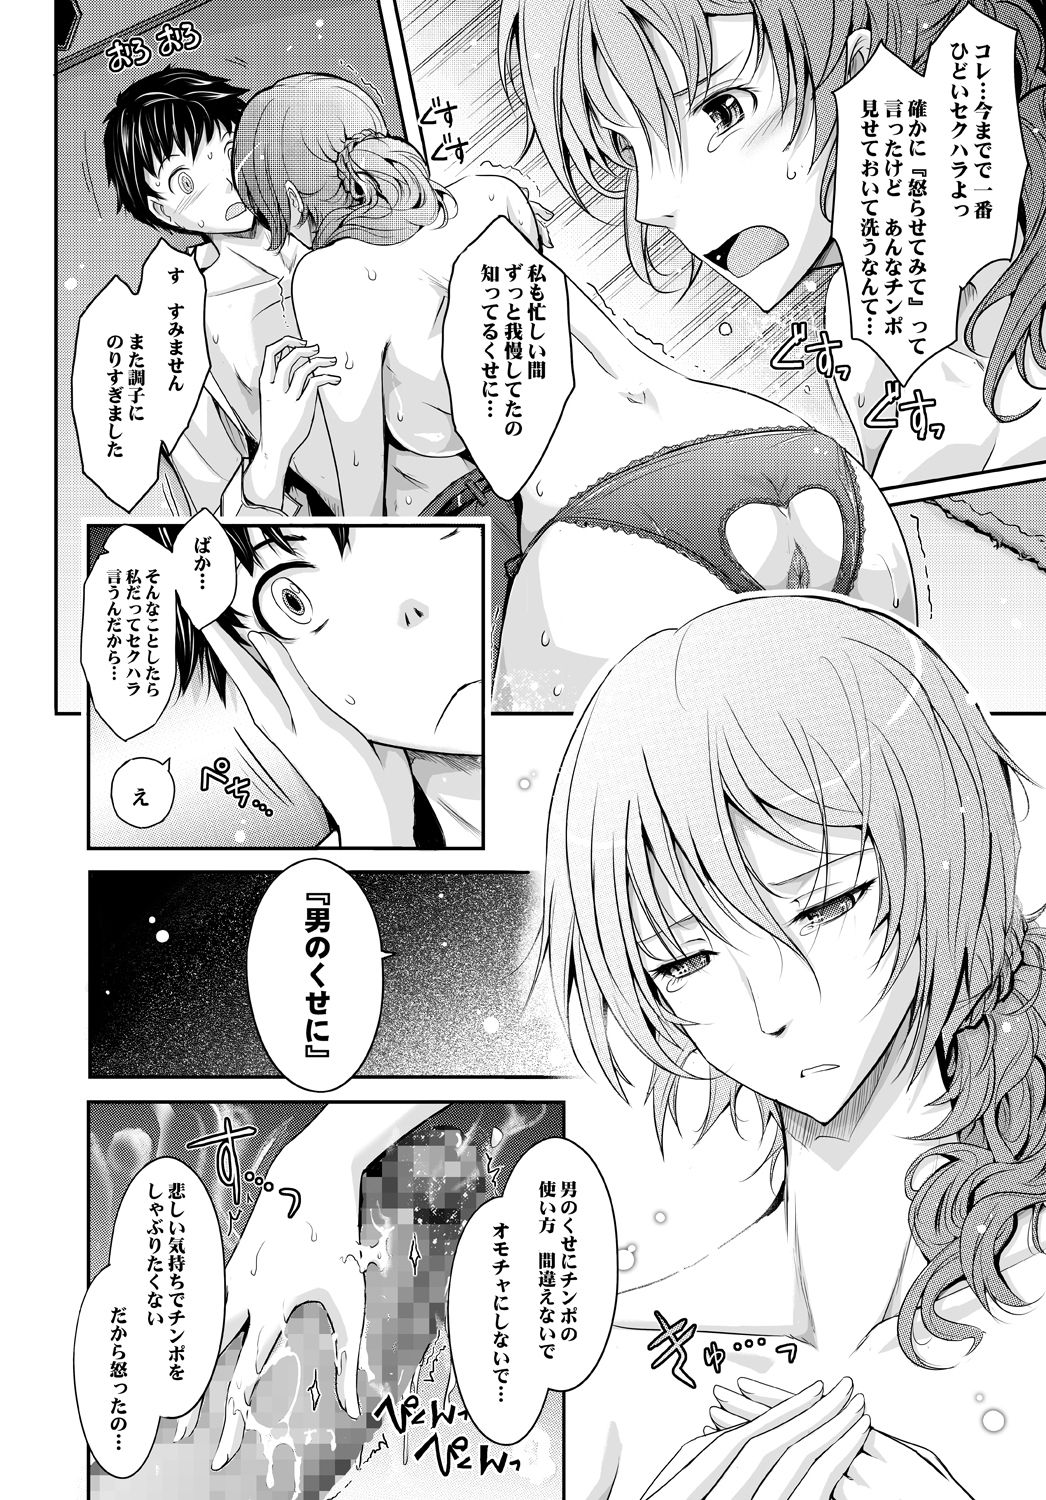 コレ…今までで一番
ひどいセクハラよっ
確かに『怒らせてみて』って
言ったけど　あんなチンポ
見せておいて洗うなんて…
ぐすっ
ぐすっ
ぐすっ
ぐすっ
私も忙しい間
ずっと我慢してたの
知ってるくせに…
おろおろ
す　すみません
また調子に
のりすぎました
ばか…
そんなことしたら
私だってセクハラ
言うんだから…
ぺち…
え
『男のくせに』
きゅ…っ
男のくせにチンポの
使い方　間違えないで
オモチャにしないで…
す…っ
ぴくんっ
ぴくんっ
悲しい気持ちでチンポを
しゃぶりたくない
だから怒ったの…